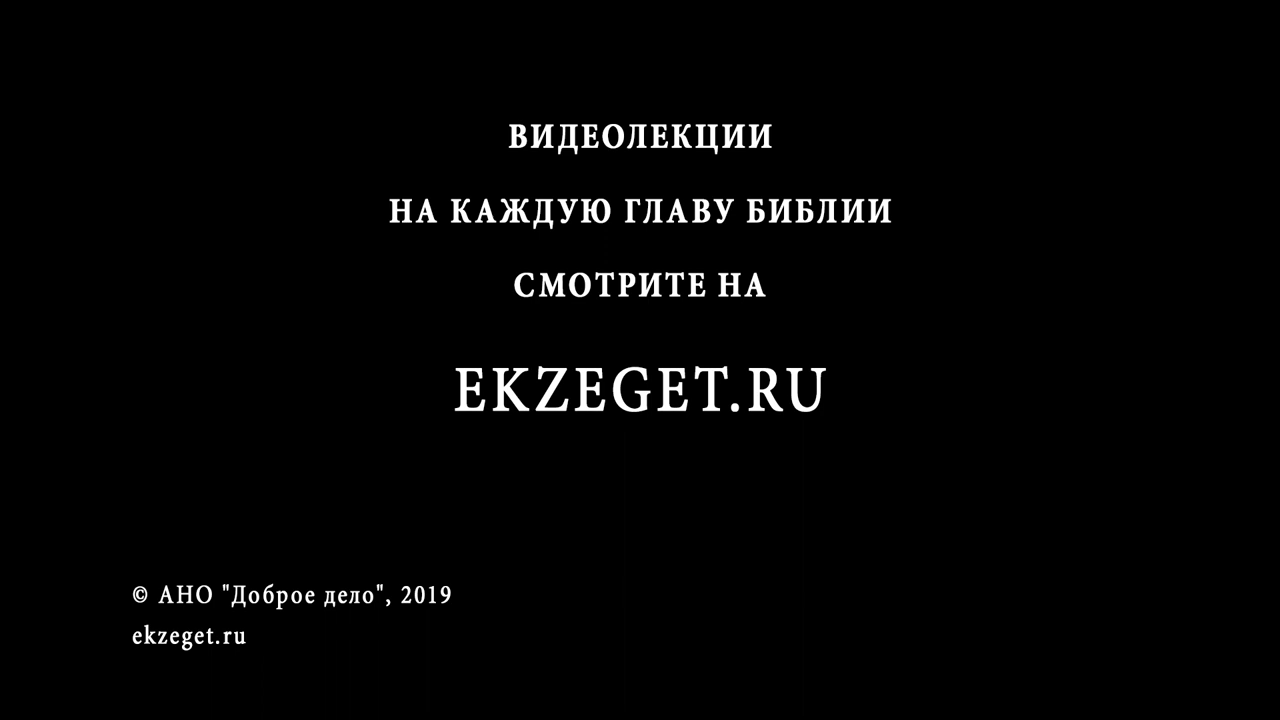 ВИДЕОЛЕКЦИИ
НА КАЖДУЮ ГЛАВУ БИБЛИИ
СМОТРИТЕ НА
EKZEGET.RU
© АНО "Доброе дело", 2019
ekzeget.ru